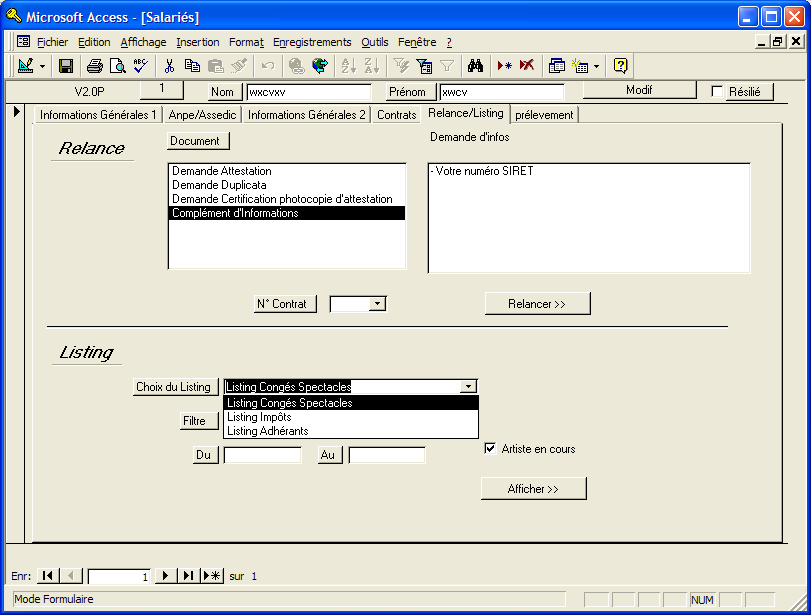 Microsoft Access - [Salariés]
Fichier Edition Affichage Insertion Format Enregistrements Outils Fenêtre ?
V2.0P 1 Nom wxcvxv Prénom xwcv Modif Résilié
Informations Générales 1 Anpe/Assedic Informations Générales 2 Contrats Relance/Listing prélevement
Relance Document Demande d'infos
Demande Attestation
Demande Duplicata
Demande Certification photocopie d'attestation
Complément d'Informations
- Votre numéro SIRET
N° Contrat Relancer >>
Listing
Choix du Listing Listing Congés Spectacles
Listing Congés Spectacles
Filtre Listing Impôts
Listing Adhérants
Du Au Artiste en cours
Afficher >>
Enr: 1 sur 1
Mode Formulaire NUM